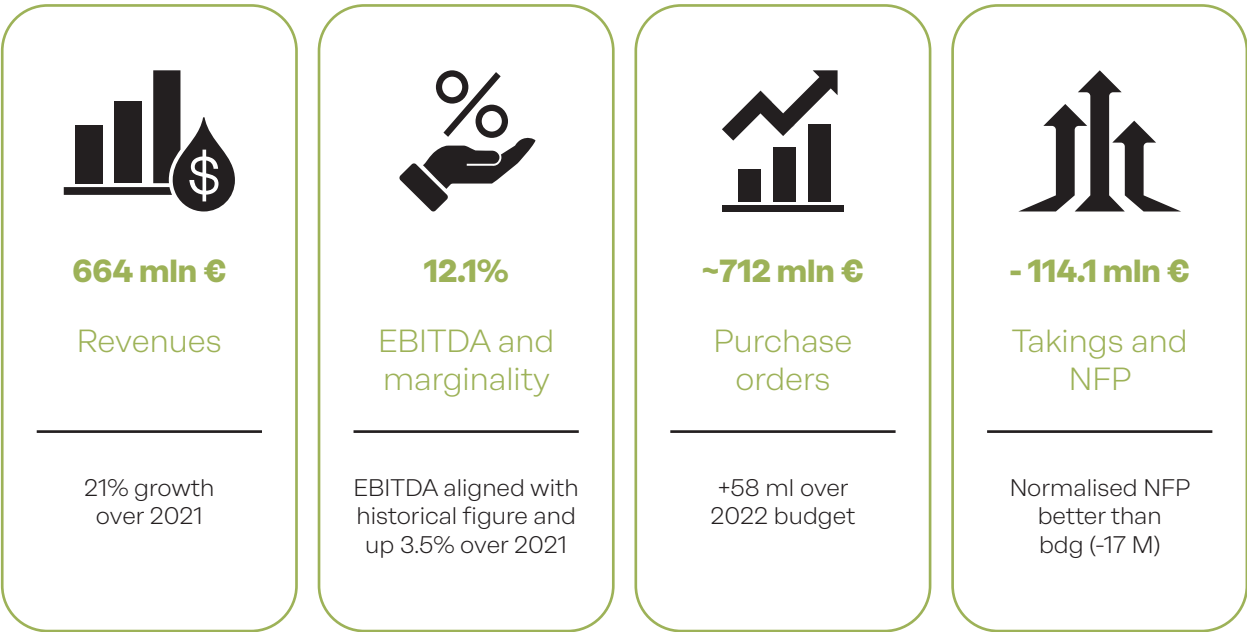 $
%
664 mln €
Revenues
21% growth
over 2021
12.1%
EBITDA and
marginality
EBITDA aligned with
historical figure and
up 3.5% over 2021
~712 mln €
Purchase
orders
+58 ml over
2022 budget
- 114.1 mln €
Takings and
NFP
Normalised NFP
better than
bdg (-17 M)